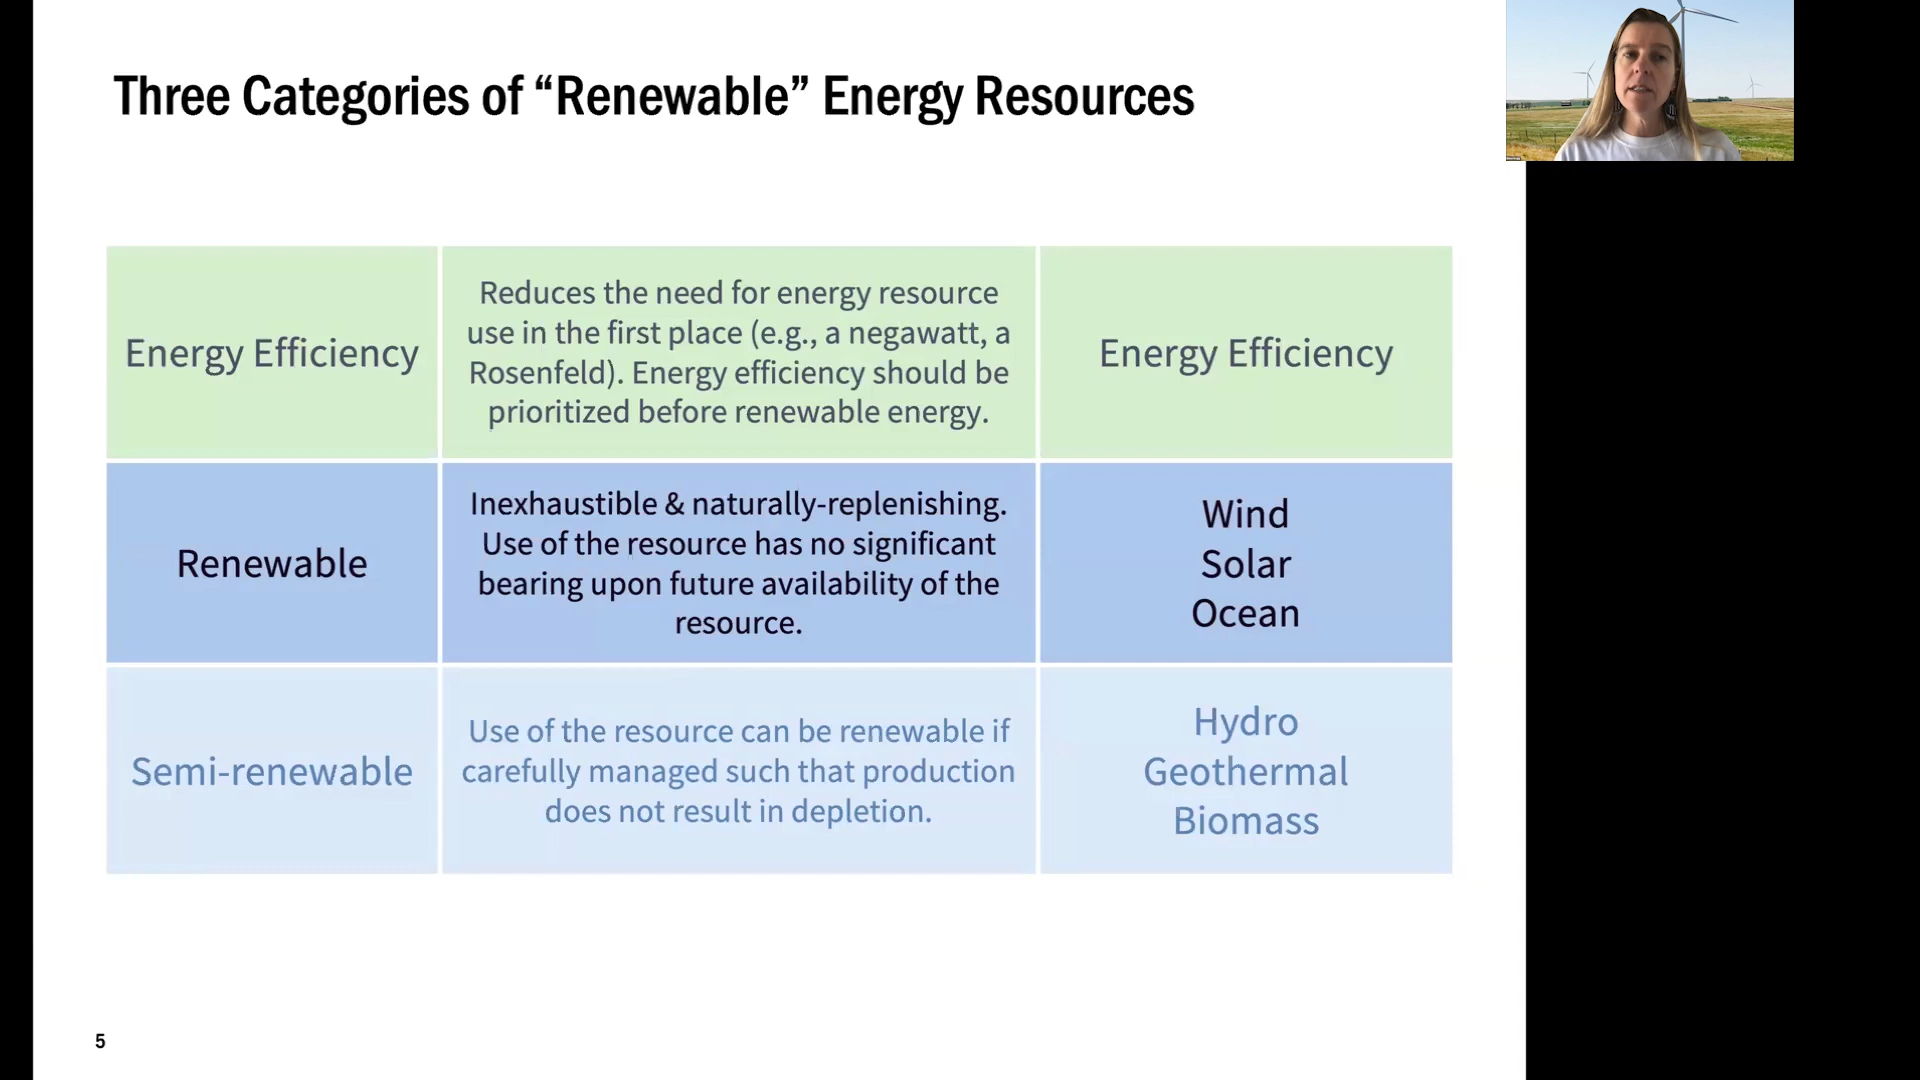 Three Categories of “Renewable” Energy Resources
Energy Efficiency
Reduces the need for energy resource
use in the first place (e.g., a negawatt, a
Rosenfeld). Energy efficiency should be
prioritized before renewable energy.
Energy Efficiency
Renewable
Inexhaustible & naturally-replenishing.
Use of the resource has no significant
bearing upon future availability of the
resource.
Wind
Solar
Ocean
Semi-renewable
Use of the resource can be renewable if
carefully managed such that production
does not result in depletion.
Hydro
Geothermal
Biomass
5